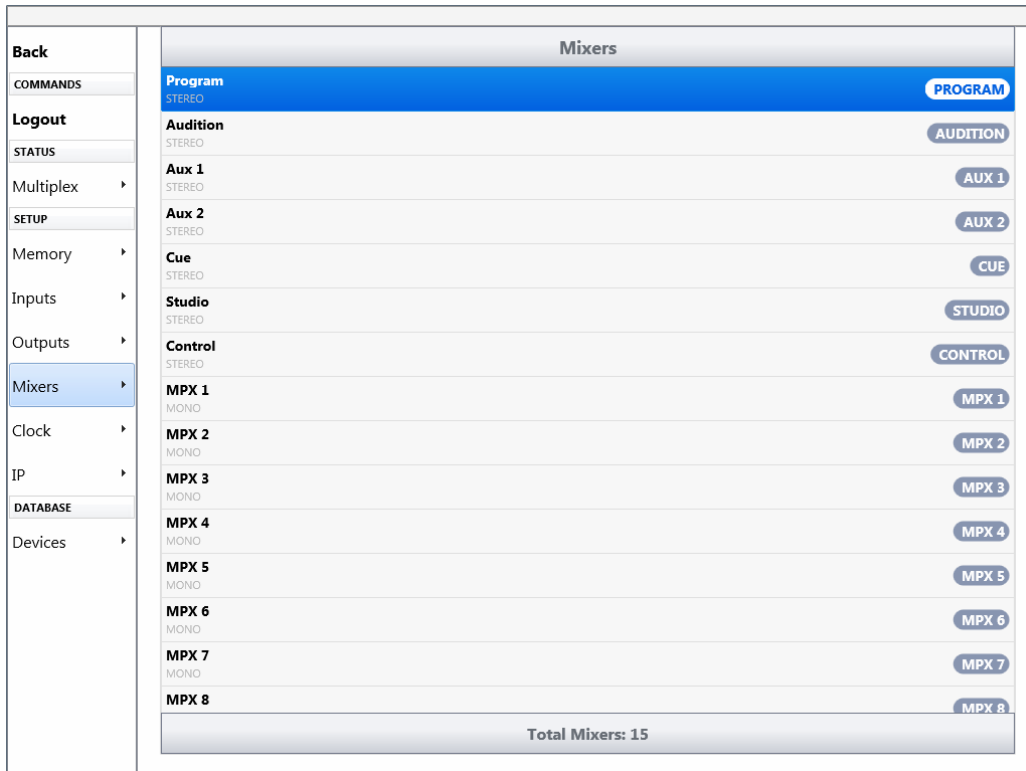 Back
COMMANDS
Logout
STATUS
Multiplex
SETUP
Memory
Inputs
Outputs
Mixers
Clock
IP
DATABASE
Devices
Mixers
Program
STEREO
PROGRAM
Audition
STEREO
AUDITION
Aux 1
STEREO
AUX 1
Aux 2
STEREO
AUX 2
Cue
STEREO
CUE
Studio
STEREO
STUDIO
Control
STEREO
CONTROL
MPX 1
MONO
MPX 1
MPX 2
MONO
MPX 2
MPX 3
MONO
MPX 3
MPX 4
MONO
MPX 4
MPX 5
MONO
MPX 5
MPX 6
MONO
MPX 6
MPX 7
MONO
MPX 7
MPX 8
MPX 8
Total Mixers: 15